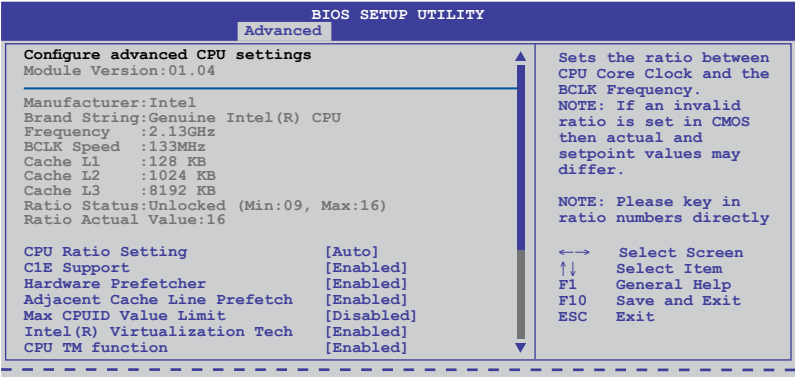 BIOS SETUP UTILITY
Advanced
Configure advanced CPU settings
Module Version:01.04
Manufacturer:Intel
Brand String:Genuine Intel(R) CPU
Frequency :2.13GHz
BCLK Speed :133MHz
Cache L1 :128 KB
Cache L2 :1024 KB
Cache L3 :8192 KB
Ratio Status:Unlocked (Min:09, Max:16)
Ratio Actual Value:16
CPU Ratio Setting [Auto]
C1E Support [Enabled]
Hardware Prefetcher [Enabled]
Adjacent Cache Line Prefetch [Enabled]
Max CPUID Value Limit [Disabled]
Intel(R) Virtualization Tech [Enabled]
CPU TM function [Enabled]
Sets the ratio between
CPU Core Clock and the
BCLK Frequency.
NOTE: If an invalid
ratio is set in CMOS
then actual and
setpoint values may
differ.
NOTE: Please key in
ratio numbers directly
←→ Select Screen
↑↓ Select Item
F1 General Help
F10 Save and Exit
ESC Exit